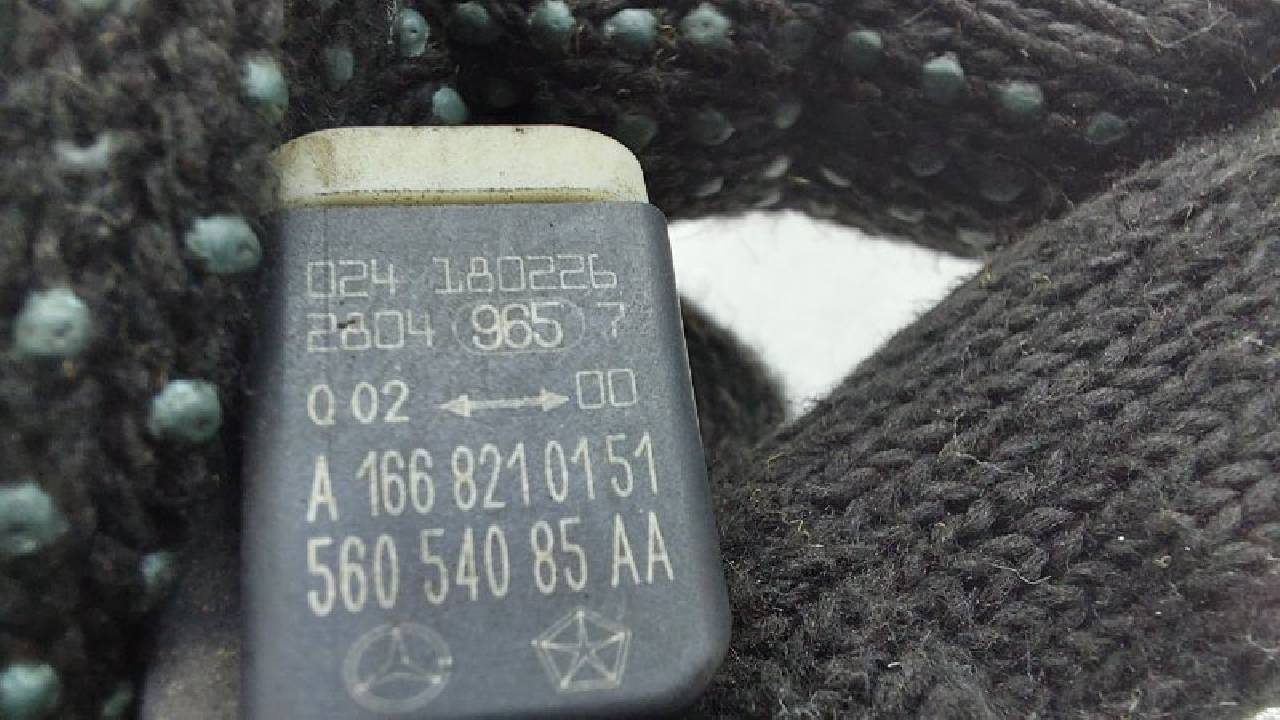 024 180226
2804 965 7
Q 02 ↔ 00
A 166 821 01 51
560 540 85 AA